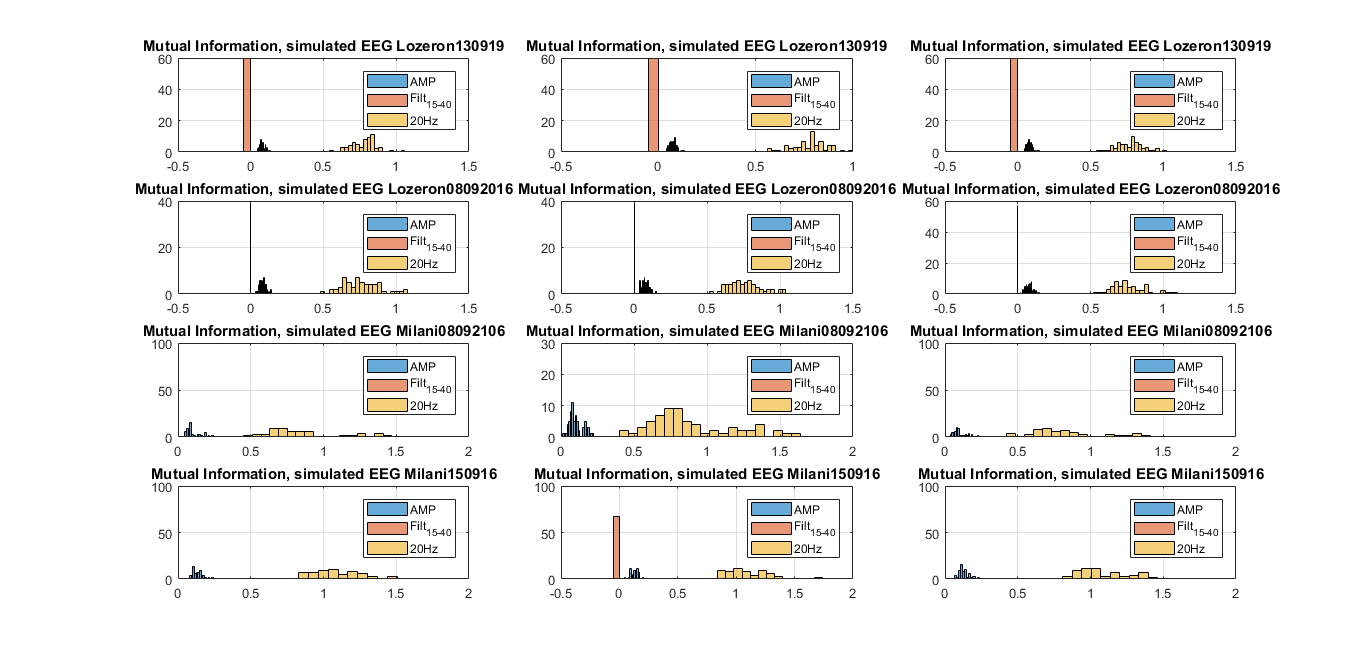 Mutual Information, simulated EEG Lozeron130919
60
40
20
0
-0.5
0
0.5
1
1.5
AMP
Filt15-40
20Hz
Mutual Information, simulated EEG Lozeron130919
60
40
20
0
-0.5
0
0.5
1
AMP
Filt15-40
20Hz
Mutual Information, simulated EEG Lozeron130919
60
40
20
0
-0.5
0
0.5
1
1.5
AMP
Filt15-40
20Hz
Mutual Information, simulated EEG Lozeron08092016
40
20
0
-0.5
0
0.5
1
1.5
AMP
Filt15-40
20Hz
Mutual Information, simulated EEG Lozeron08092016
40
20
0
-0.5
0
0.5
1
1.5
AMP
Filt15-40
20Hz
Mutual Information, simulated EEG Lozeron08092016
60
40
20
0
-0.5
0
0.5
1
1.5
AMP
Filt15-40
20Hz
Mutual Information, simulated EEG Milani08092106
100
50
0
0
0.5
1
1.5
2
AMP
Filt15-40
20Hz
Mutual Information, simulated EEG Milani08092106
30
20
10
0
0
0.5
1
1.5
2
AMP
Filt15-40
20Hz
Mutual Information, simulated EEG Milani08092106
100
50
0
0
0.5
1
1.5
2
AMP
Filt15-40
20Hz
Mutual Information, simulated EEG Milani150916
100
50
0
0
0.5
1
1.5
2
AMP
Filt15-40
20Hz
Mutual Information, simulated EEG Milani150916
100
50
0
-0.5
0
0.5
1
1.5
2
AMP
Filt15-40
20Hz
Mutual Information, simulated EEG Milani150916
100
50
0
0
0.5
1
1.5
2
AMP
Filt15-40
20Hz